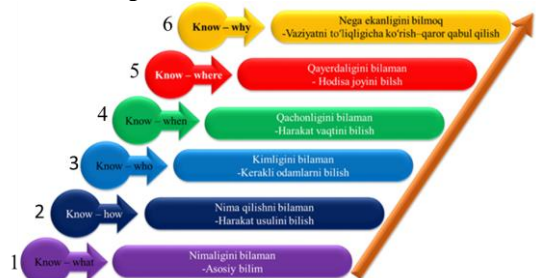 6 Know – why
Nega ekanligini bilmoq
-Vaziyatni to‘liqligicha ko‘rish–qaror qabul qilish
5 Know – where
Qayerdaligini bilaman
- Hodisa joyini bilsh
4 Know – when
Qachonligini bilaman
-Harakat vaqtini bilish
3 Know – who
Kimligini bilaman
-Kerakli odamlarni bilish
2 Know – how
Nima qilishni bilaman
-Harakat usulini bilish
1 Know – what
Nimaligini bilaman
-Asosiy bilim